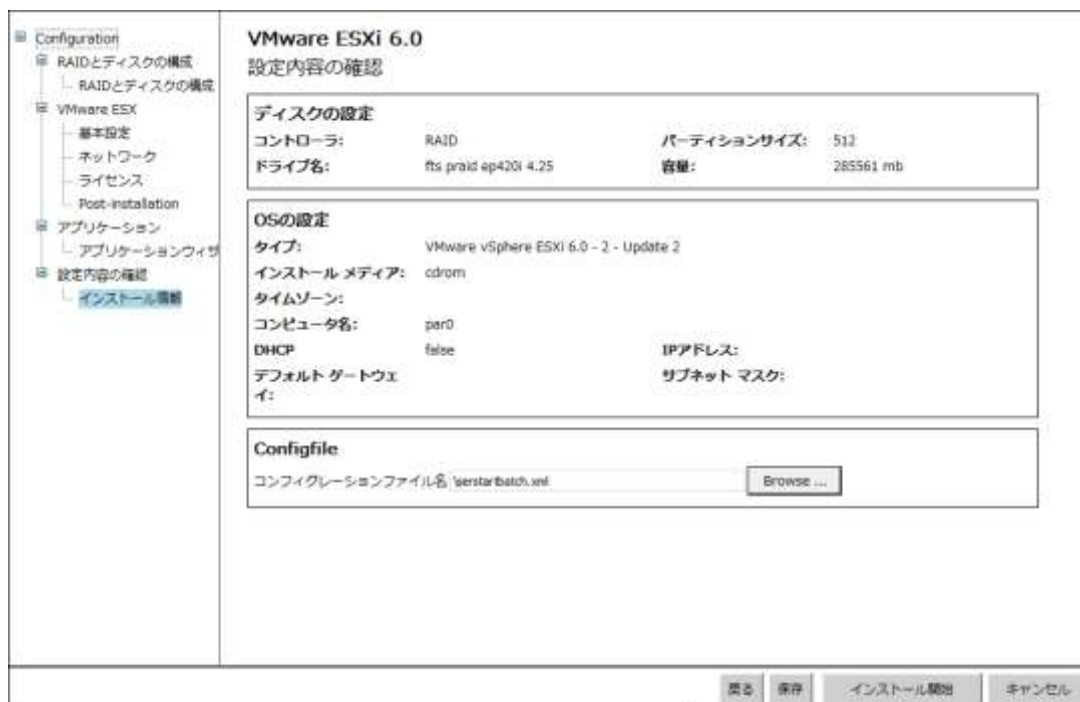 Configuration
RAIDとディスクの構成
RAIDとディスクの構成
VMware ESX
基本設定
ネットワーク
ライセンス
Post-installation
アプリケーション
アプリケーションウィザ
設定内容の確認
インストール情報
VMware ESXi 6.0
設定内容の確認
ディスクの設定
コントローラ: RAID パーティションサイズ: 512
ドライブ名: fts praid ep420i 4.25 容量: 285561 mb
OSの設定
タイプ: VMware vSphere ESXi 6.0 - 2 - Update 2
インストール メディア: cdrom
タイムゾーン:
コンピュータ名: par0
DHCP false IPアドレス:
デフォルト ゲートウェ サブネット マスク:
イ:
Configfile
コンフィグレーションファイル名 \serstartbatch.xml Browse ...
戻る 保存 インストール開始 キャンセル